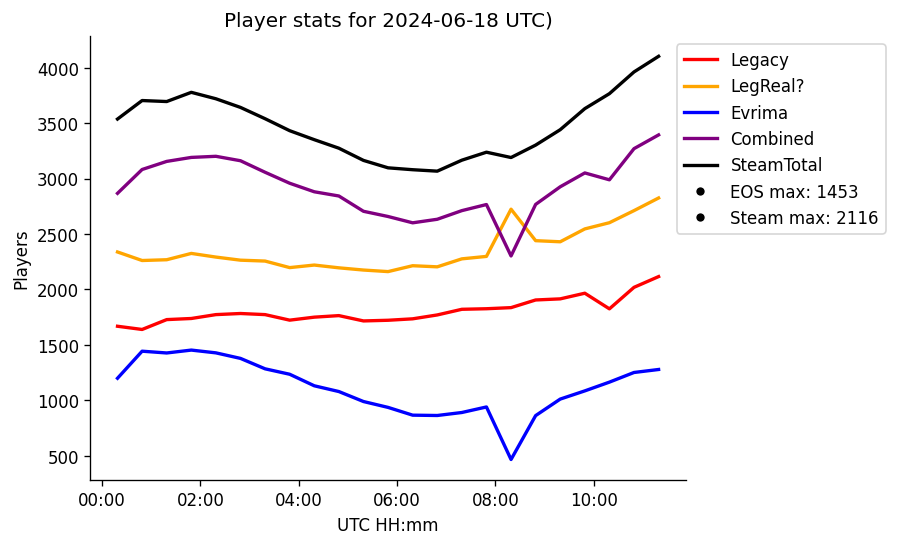 Player stats for 2024-06-18 UTC)
Players
4000
3500
3000
2500
2000
1500
1000
500
00:00
02:00
04:00
06:00
08:00
10:00
UTC HH:mm
Legacy
LegReal?
Evrima
Combined
SteamTotal
EOS max: 1453
Steam max: 2116